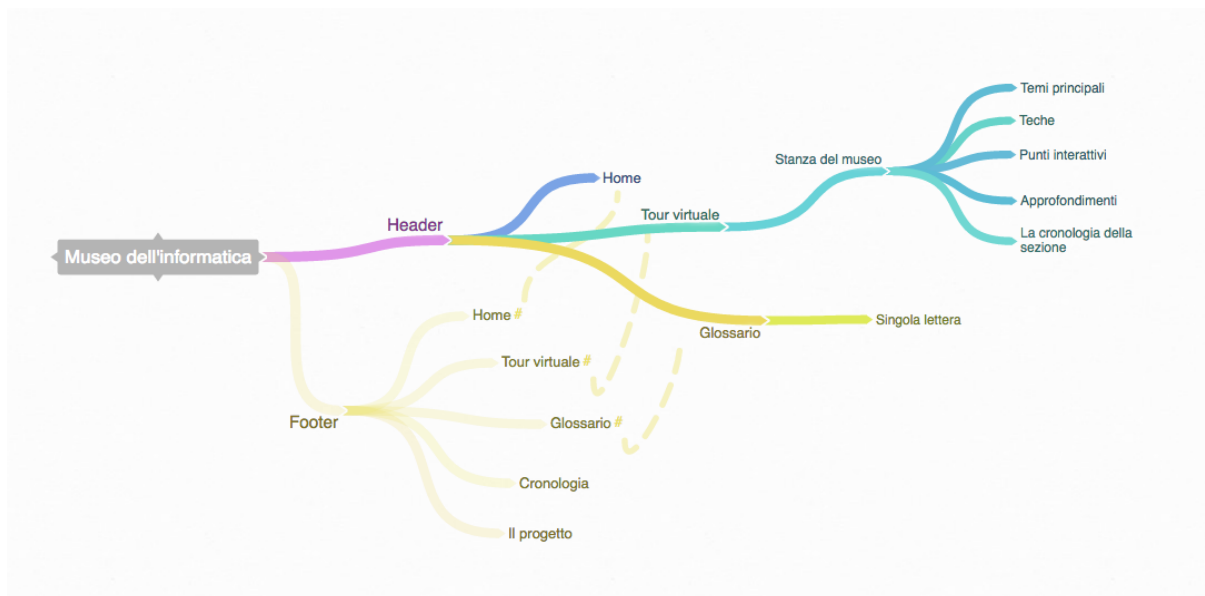 Temi principali
Teche
Stanza del museo
Punti interattivi
Home
Approfondimenti
Tour virtuale
Header
La cronologia della
sezione
Museo dell'informatica
Home #
Singola lettera
Glossario
Tour virtuale #
Footer
Glossario #
Cronologia
Il progetto